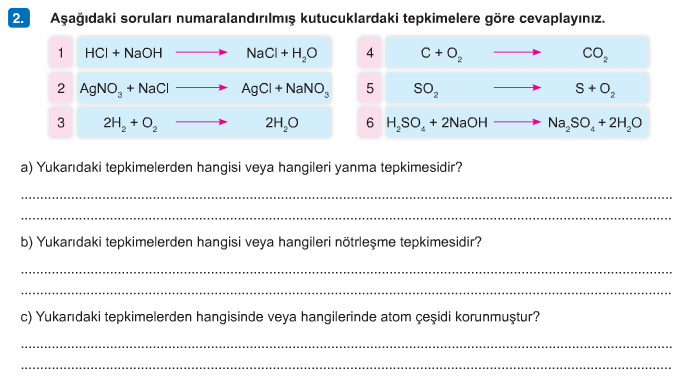 2. Aşağıdaki soruları numaralandırılmış kutucuklardaki tepkimelere göre cevaplayınız.
1 HCl + NaOH ⟶ NaCl + H₂O
4 C + O₂ ⟶ CO₂
2 AgNO₃ + NaCl ⟶ AgCl + NaNO₃
5 SO₂ ⟶ S + O₂
3 2H₂ + O₂ ⟶ 2H₂O
6 H₂SO₄ + 2NaOH ⟶ Na₂SO₄ + 2H₂O
a) Yukarıdaki tepkimelerden hangisi veya hangileri yanma tepkimesidir?
b) Yukarıdaki tepkimelerden hangisi veya hangileri nötrleşme tepkimesidir?
c) Yukarıdaki tepkimelerden hangisinde veya hangilerinde atom çeşidi korunmuştur?